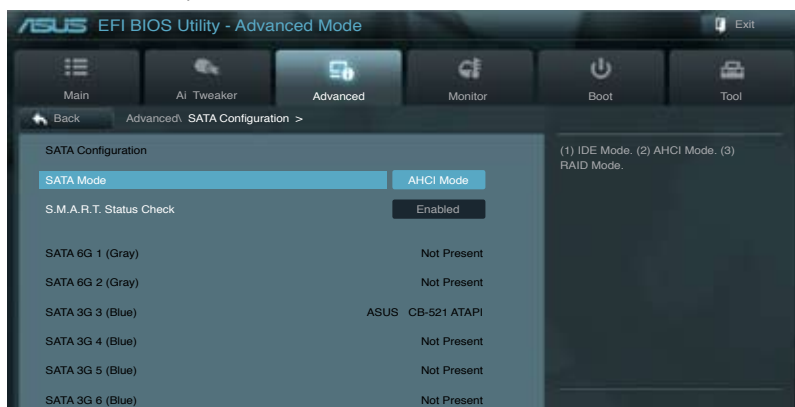 ASUS EFI BIOS Utility - Advanced Mode Exit
Main Ai Tweaker Advanced Monitor Boot Tool
Back Advanced\ SATA Configuration >
SATA Configuration
(1) IDE Mode. (2) AHCI Mode. (3)
RAID Mode.
SATA Mode AHCI Mode
S.M.A.R.T. Status Check Enabled
SATA 6G 1 (Gray) Not Present
SATA 6G 2 (Gray) Not Present
SATA 3G 3 (Blue) ASUS CB-521 ATAPI
SATA 3G 4 (Blue) Not Present
SATA 3G 5 (Blue) Not Present
SATA 3G 6 (Blue) Not Present